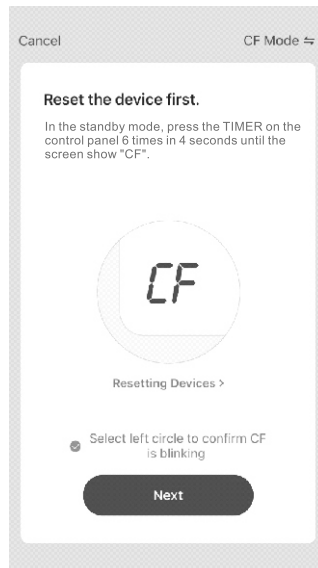 Cancel
CF Mode ⇋
Reset the device first.
In the standby mode, press the TIMER on the
control panel 6 times in 4 seconds until the
screen show "CF".
CF
Resetting Devices >
Select left circle to confirm CF
is blinking
Next